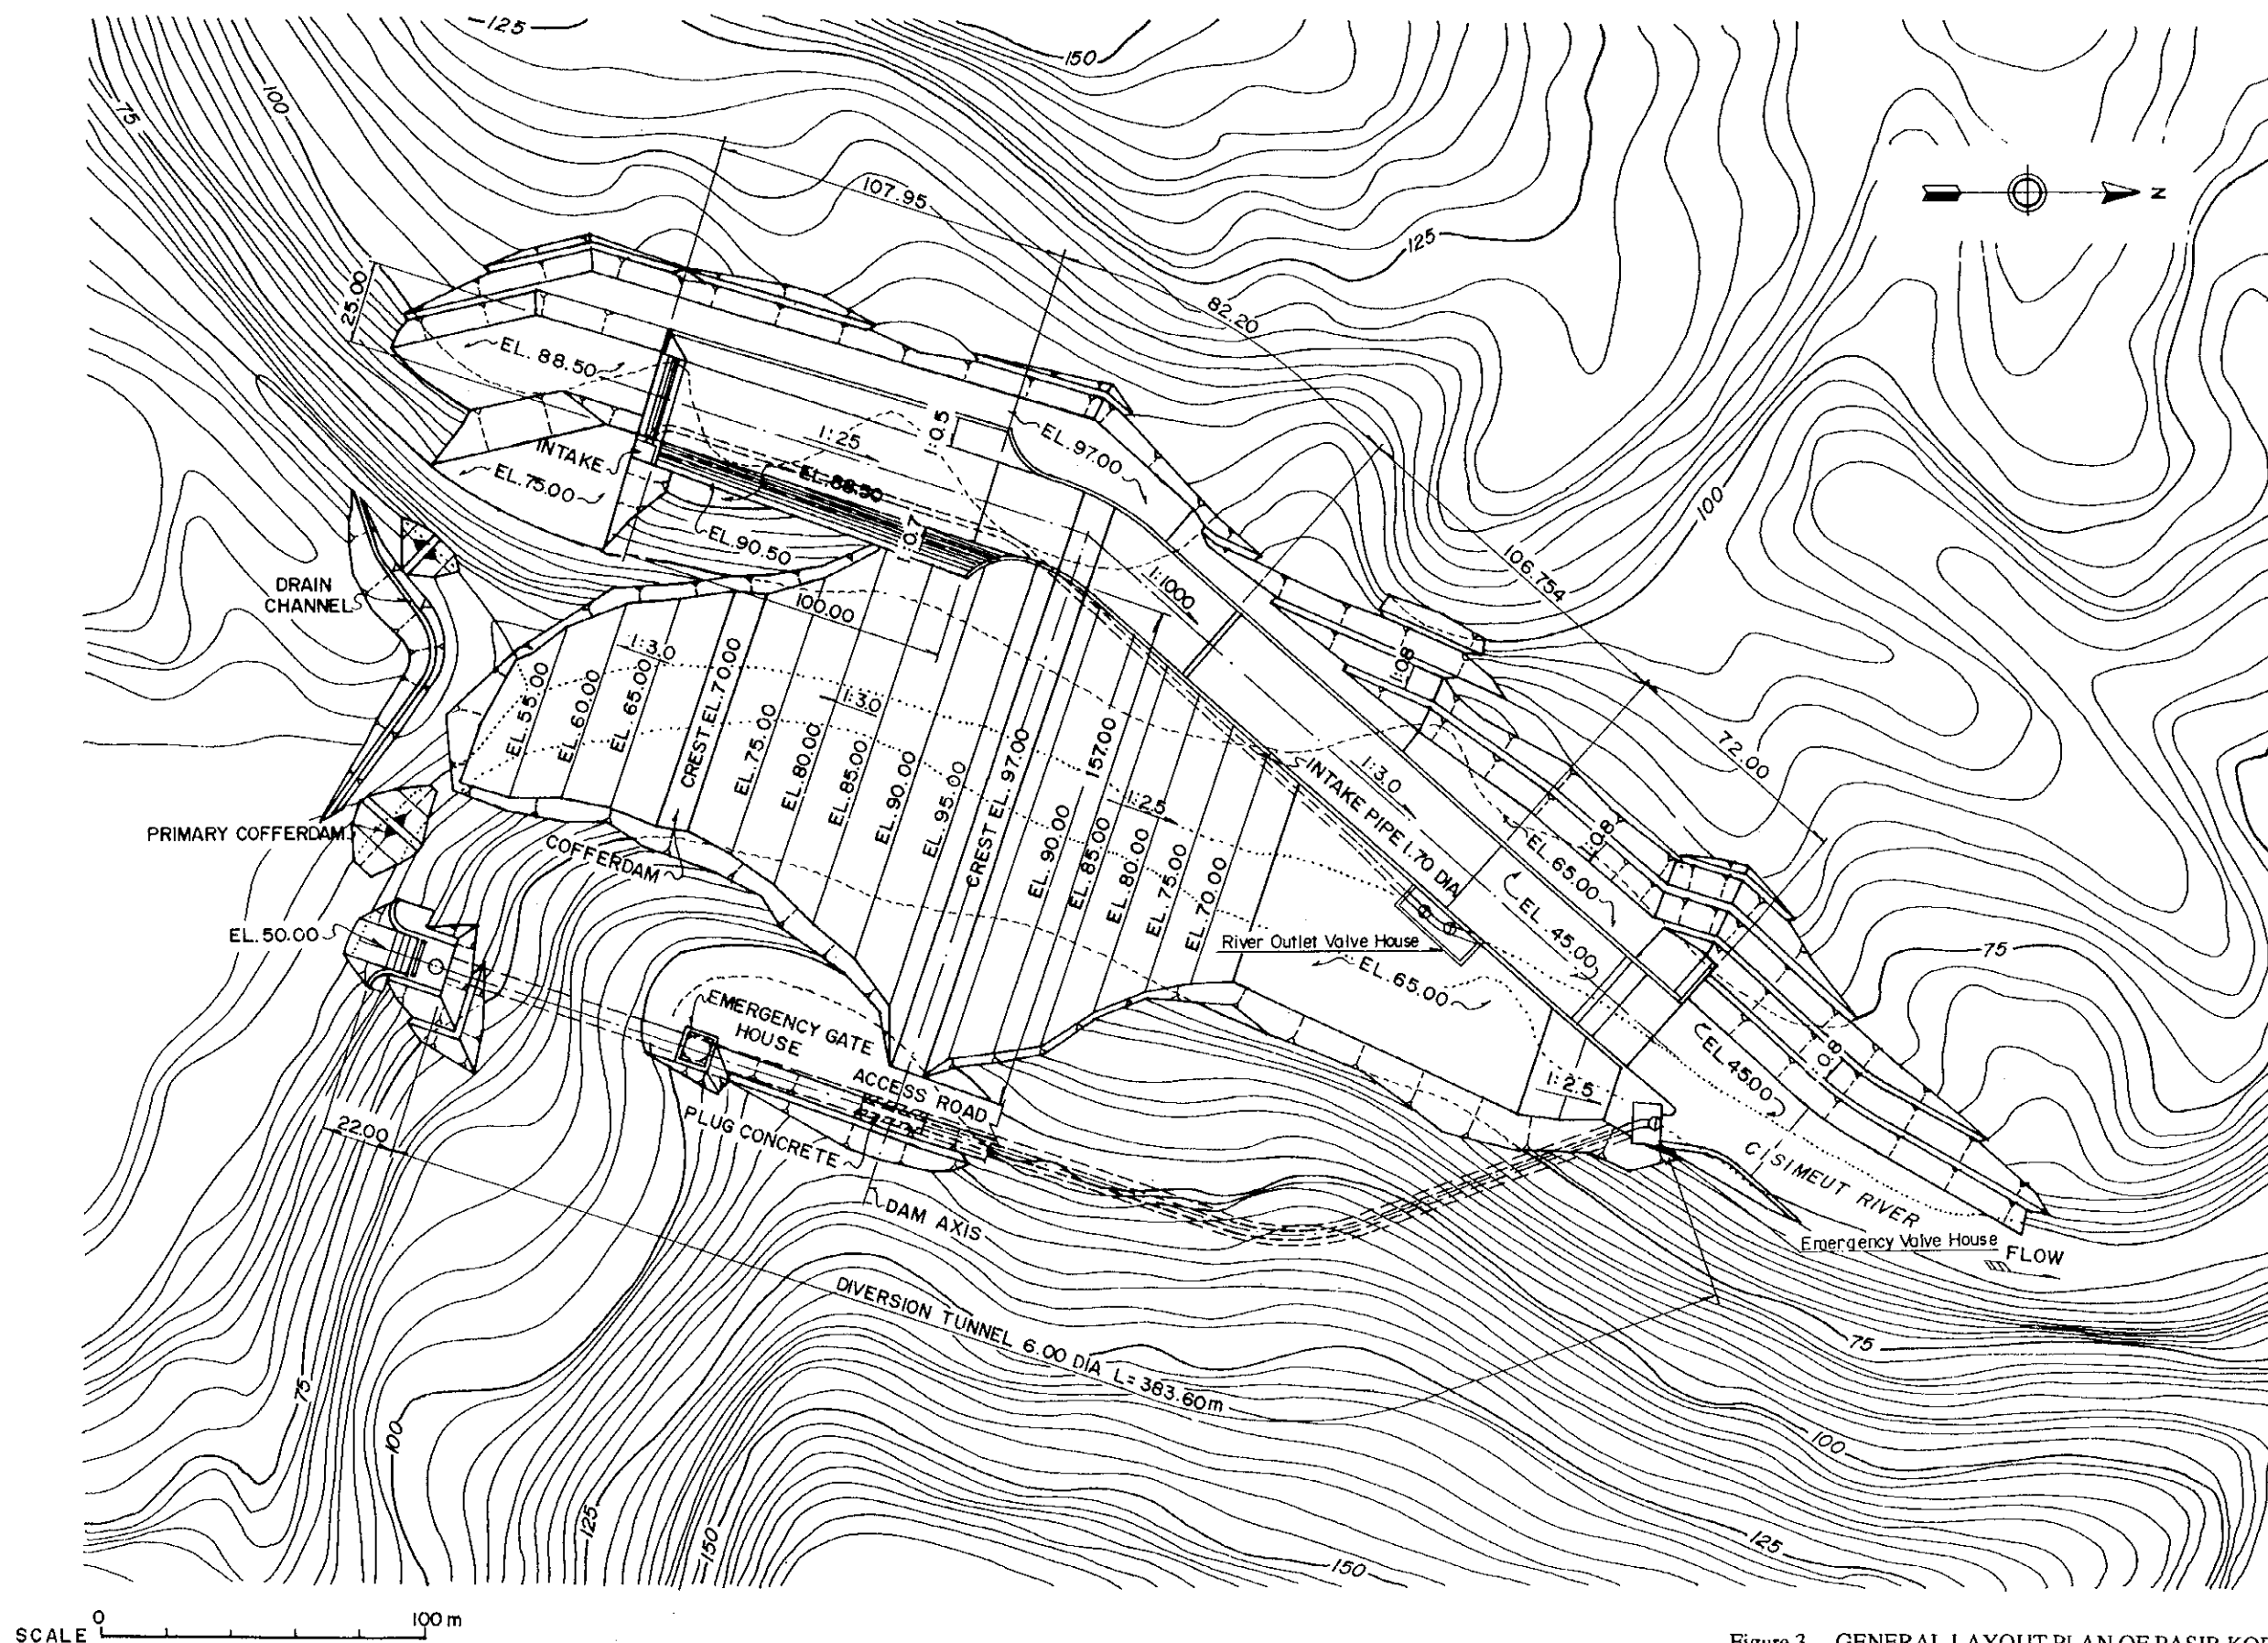 125
150
75
100
107.95
N
125
25.00
82.20
EL. 88.50
1:0.5
EL.97.00
1:25
INTAKE
EL.75.00
EL.88.50
100
1:0.7
EL.90.50
106.754
DRAIN
CHANNEL
1:1000
100.00
1:3.0
1:0.8
EL.55.00
EL.60.00
EL.65.00
CREST EL.70.00
1:3.0
EL.75.00
EL.80.00
EL.85.00
EL.90.00
EL.95.00
CREST EL.97.00
157.00
EL.90.00
EL.85.00
EL.80.00
EL.75.00
EL.70.00
1:2.5
72.00
INTAKE PIPE 1.70 DIA
1:3.0
1:0.8
PRIMARY COFFERDAM
COFFERDAM
EL.65.00
EL.45.00
River Outlet Valve House
EL.65.00
75
EL.50.00
EMERGENCY GATE
HOUSE
ACCESS ROAD
1:2.5
EL.45.00
1:0.8
PLUG CONCRETE
22.00
CISIMEUT RIVER
DAM AXIS
Emergency Valve House
FLOW
DIVERSION TUNNEL 6.00 DIA L=383.60m
75
75
100
100
125
150
125
150
SCALE 0 100 m
Figure 3 GENERAL LAYOUT PLAN OF PASIR KOP